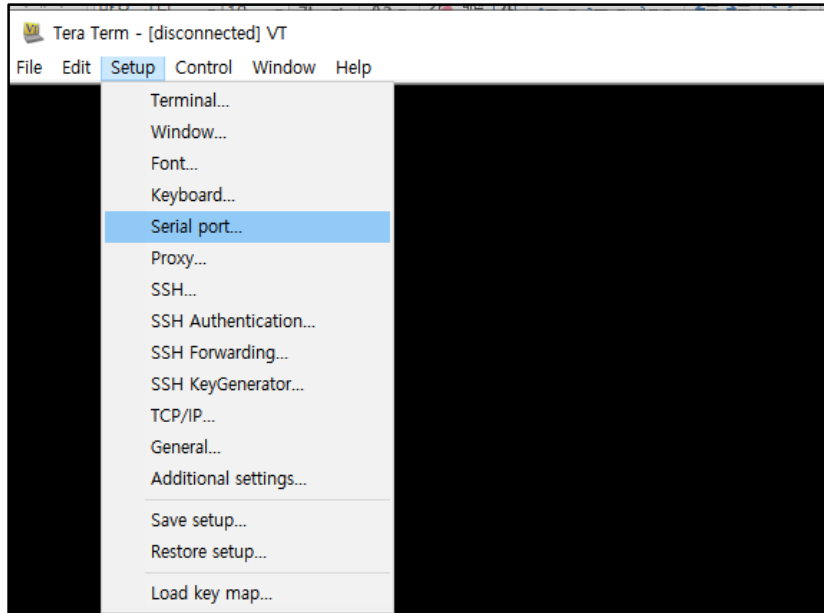 Tera Term - [disconnected] VT
File Edit Setup Control Window Help
Terminal...
Window...
Font...
Keyboard...
Serial port...
Proxy...
SSH...
SSH Authentication...
SSH Forwarding...
SSH KeyGenerator...
TCP/IP...
General...
Additional settings...
Save setup...
Restore setup...
Load key map...